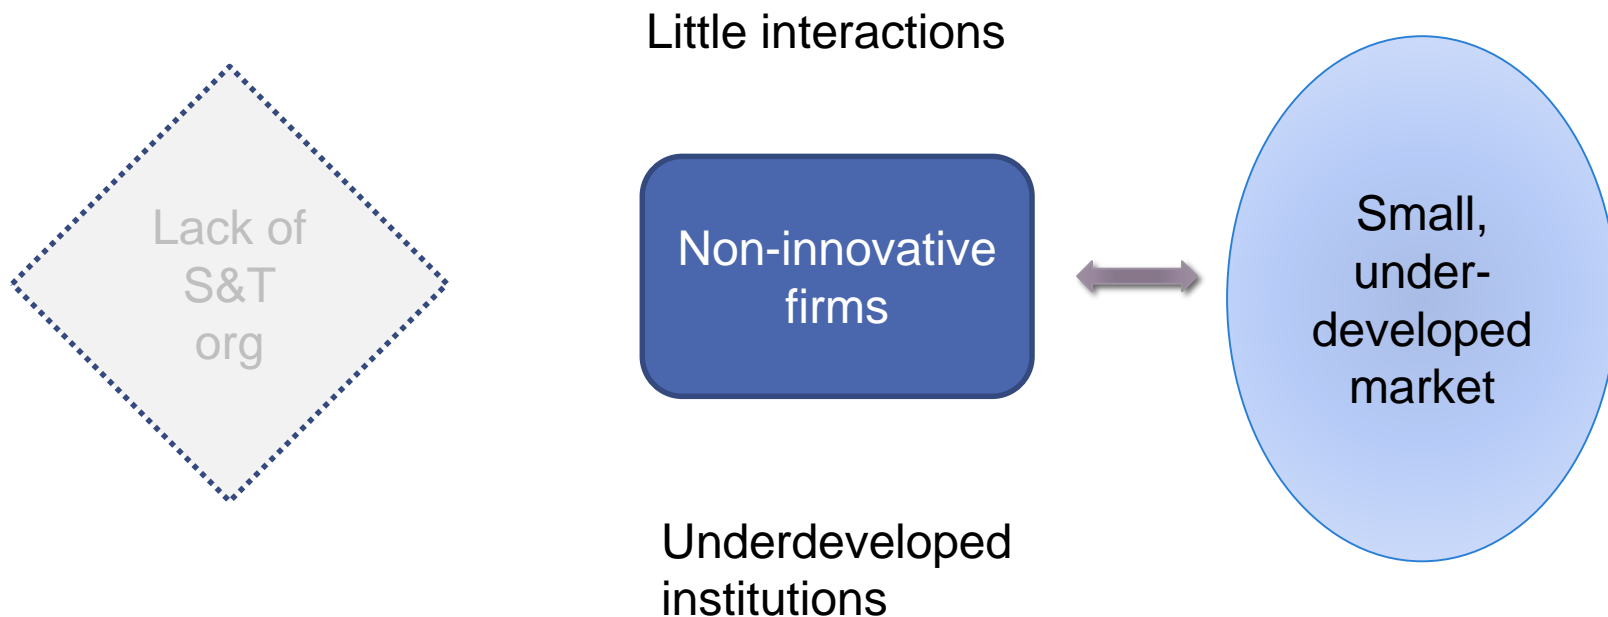 Little interactions
Lack of
S&T
org
Non-innovative
firms
Small,
under-
developed
market
Underdeveloped
institutions